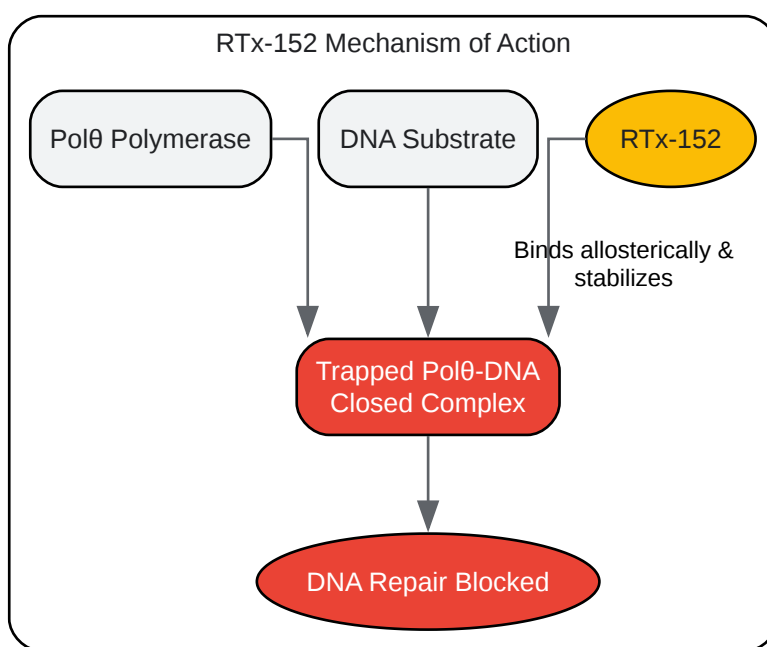 RTx-152 Mechanism of Action
Polθ Polymerase
DNA Substrate
RTx-152
Binds allosterically &
stabilizes
Trapped Polθ-DNA
Closed Complex
DNA Repair Blocked